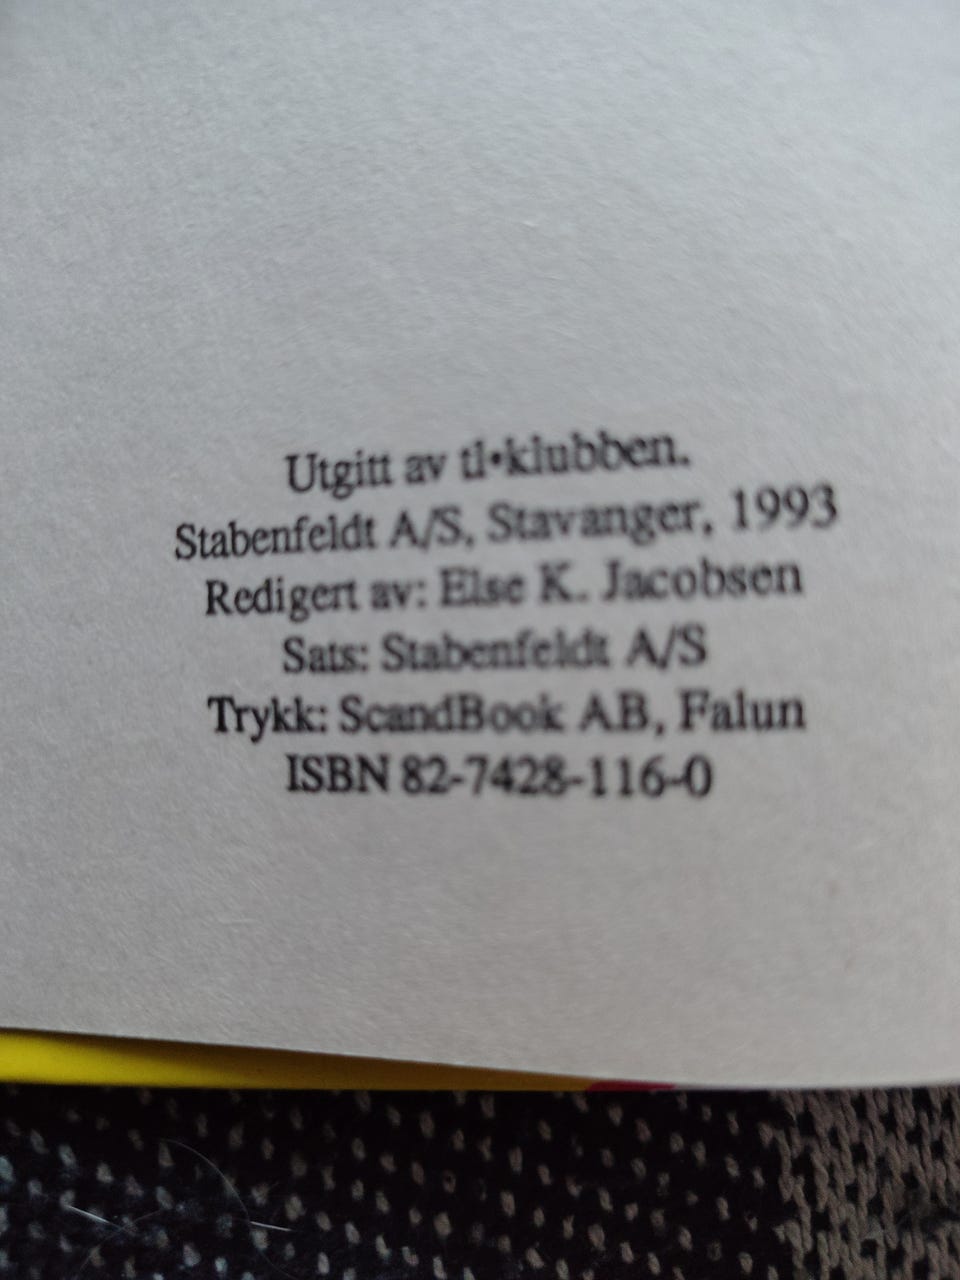 Utgitt av tl•klubben.
Stabenfeldt A/S, Stavanger, 1993
Redigert av: Else K. Jacobsen
Sats: Stabenfeldt A/S
Trykk: ScandBook AB, Falun
ISBN 82-7428-116-0